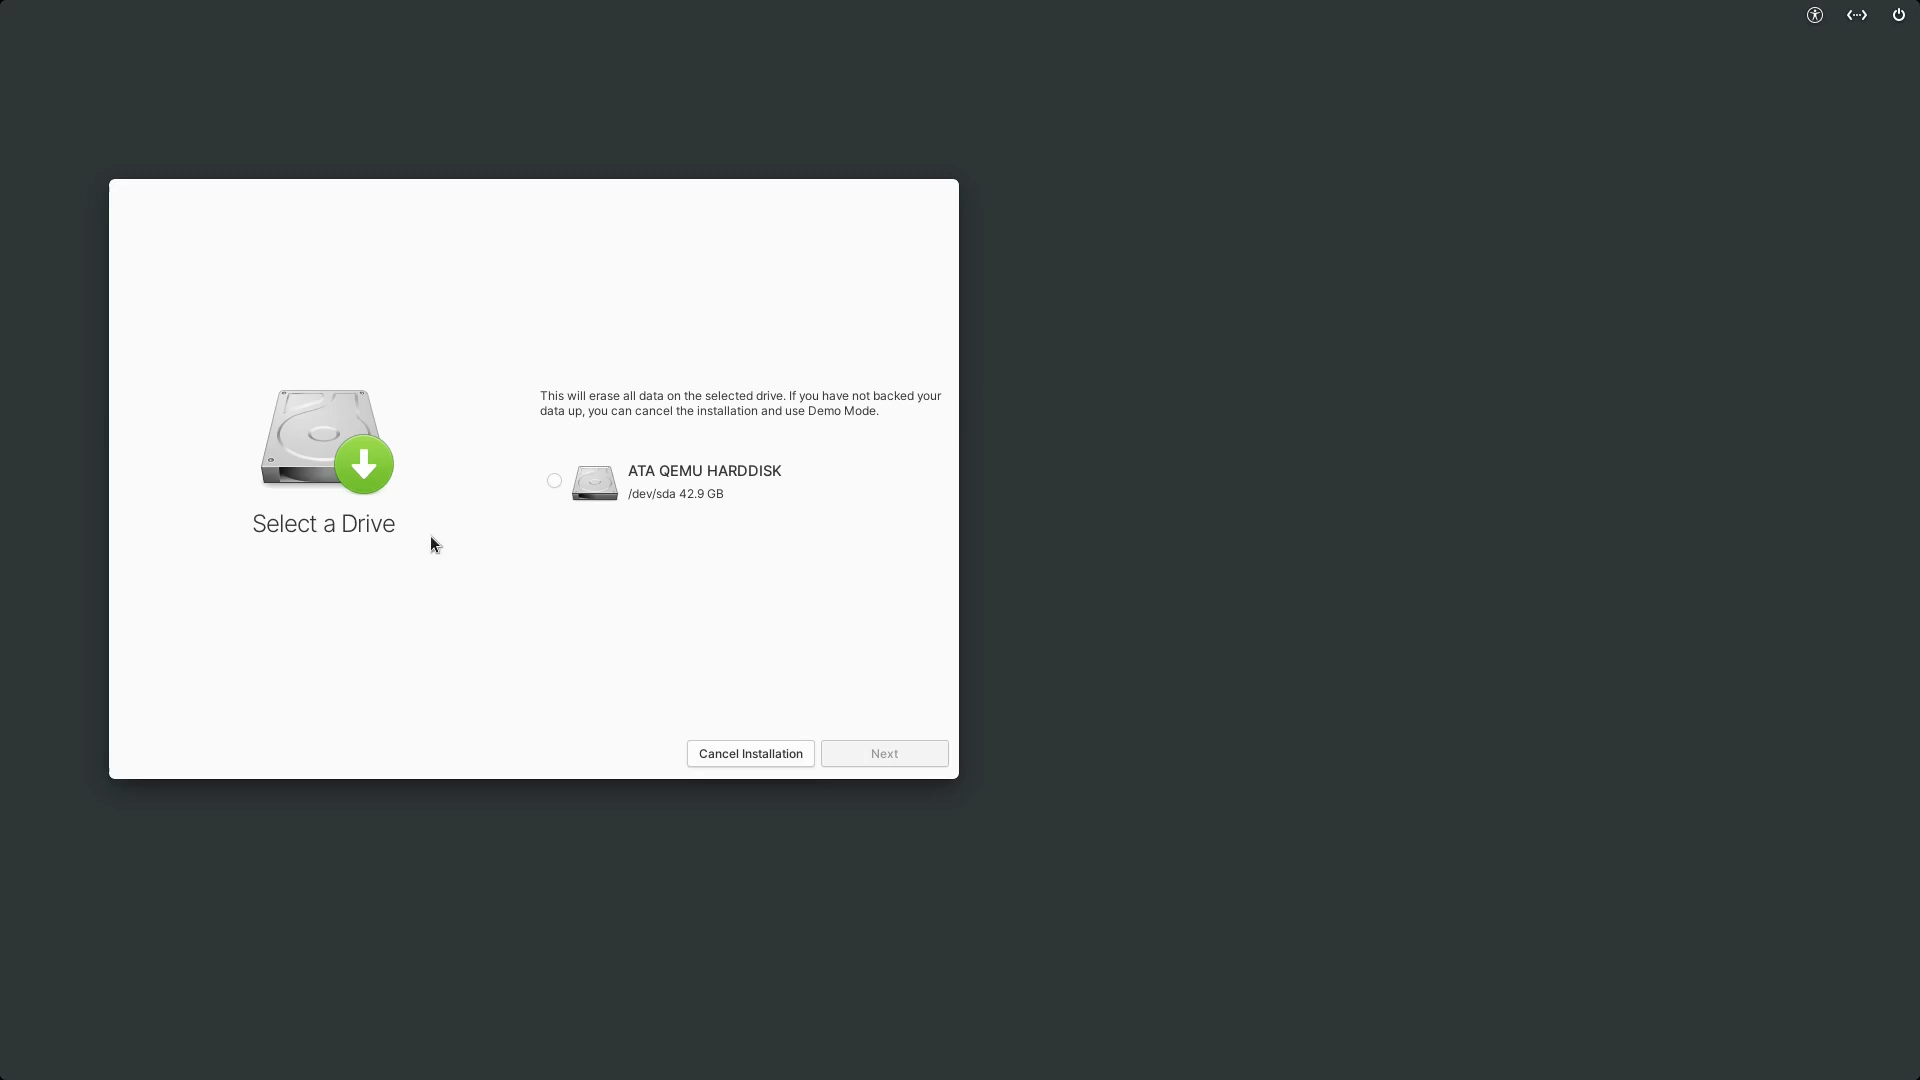 This will erase all data on the selected drive. If you have not backed your
data up, you can cancel the installation and use Demo Mode.
ATA QEMU HARDDISK
/dev/sda 42.9 GB
Select a Drive
Cancel Installation
Next